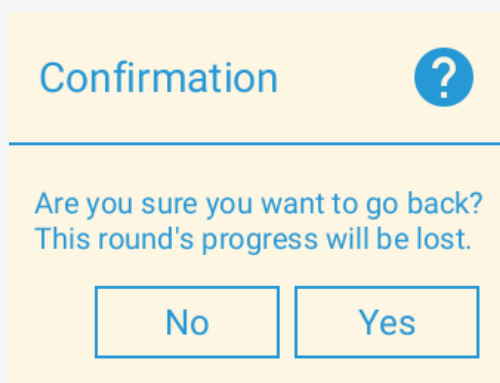 Confirmation
?
Are you sure you want to go back?
This round's progress will be lost.
No
Yes